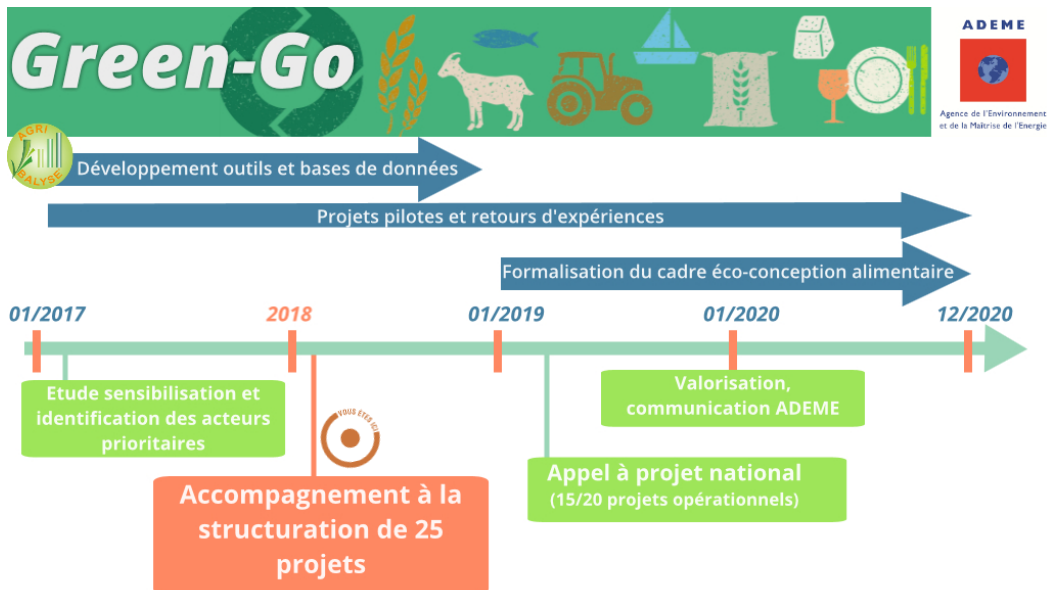 Green-Go
ADEME
Agence de l'Environnement
et de la Maîtrise de l'Energie
AGRI
BALYSE
Développement outils et bases de données
Projets pilotes et retours d'expériences
Formalisation du cadre éco-conception alimentaire
01/2017
2018
01/2019
01/2020
12/2020
Etude sensibilisation et
identification des acteurs
prioritaires
VOUS ÊTES ICI
Accompagnement à la
structuration de 25
projets
Valorisation,
communication ADEME
Appel à projet national
(15/20 projets opérationnels)